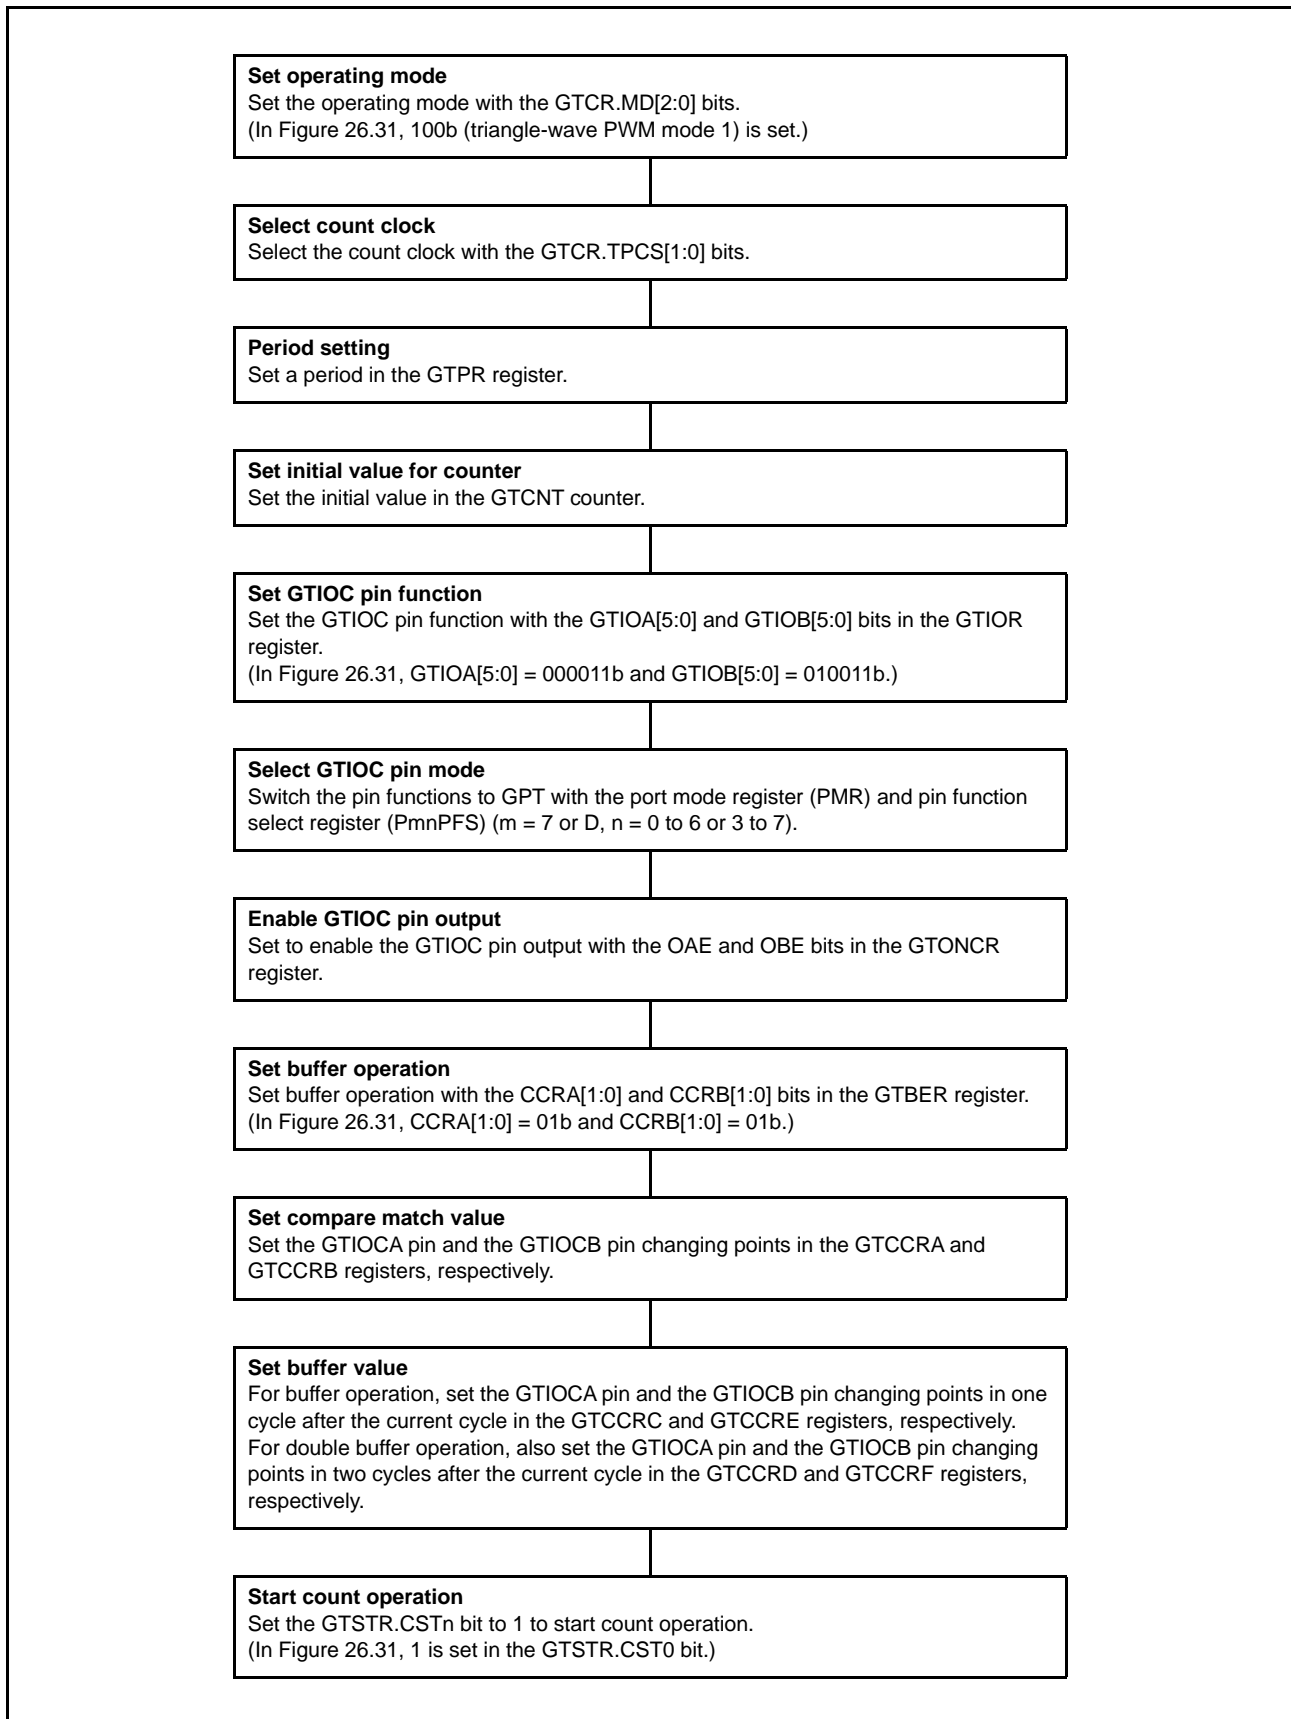 Set operating mode
Set the operating mode with the GTCR.MD[2:0] bits.
(In Figure 26.31, 100b (triangle-wave PWM mode 1) is set.)
Select count clock
Select the count clock with the GTCR.TPCS[1:0] bits.
Period setting
Set a period in the GTPR register.
Set initial value for counter
Set the initial value in the GTCNT counter.
Set GTIOC pin function
Set the GTIOC pin function with the GTIOA[5:0] and GTIOB[5:0] bits in the GTIOR
register.
(In Figure 26.31, GTIOA[5:0] = 000011b and GTIOB[5:0] = 010011b.)
Select GTIOC pin mode
Switch the pin functions to GPT with the port mode register (PMR) and pin function
select register (PmnPFS) (m = 7 or D, n = 0 to 6 or 3 to 7).
Enable GTIOC pin output
Set to enable the GTIOC pin output with the OAE and OBE bits in the GTONCR
register.
Set buffer operation
Set buffer operation with the CCRA[1:0] and CCRB[1:0] bits in the GTBER register.
(In Figure 26.31, CCRA[1:0] = 01b and CCRB[1:0] = 01b.)
Set compare match value
Set the GTIOCA pin and the GTIOCB pin changing points in the GTCCRA and
GTCCRB registers, respectively.
Set buffer value
For buffer operation, set the GTIOCA pin and the GTIOCB pin changing points in one
cycle after the current cycle in the GTCCRC and GTCCRE registers, respectively.
For double buffer operation, also set the GTIOCA pin and the GTIOCB pin changing
points in two cycles after the current cycle in the GTCCRD and GTCCRF registers,
respectively.
Start count operation
Set the GTSTR.CSTn bit to 1 to start count operation.
(In Figure 26.31, 1 is set in the GTSTR.CST0 bit.)